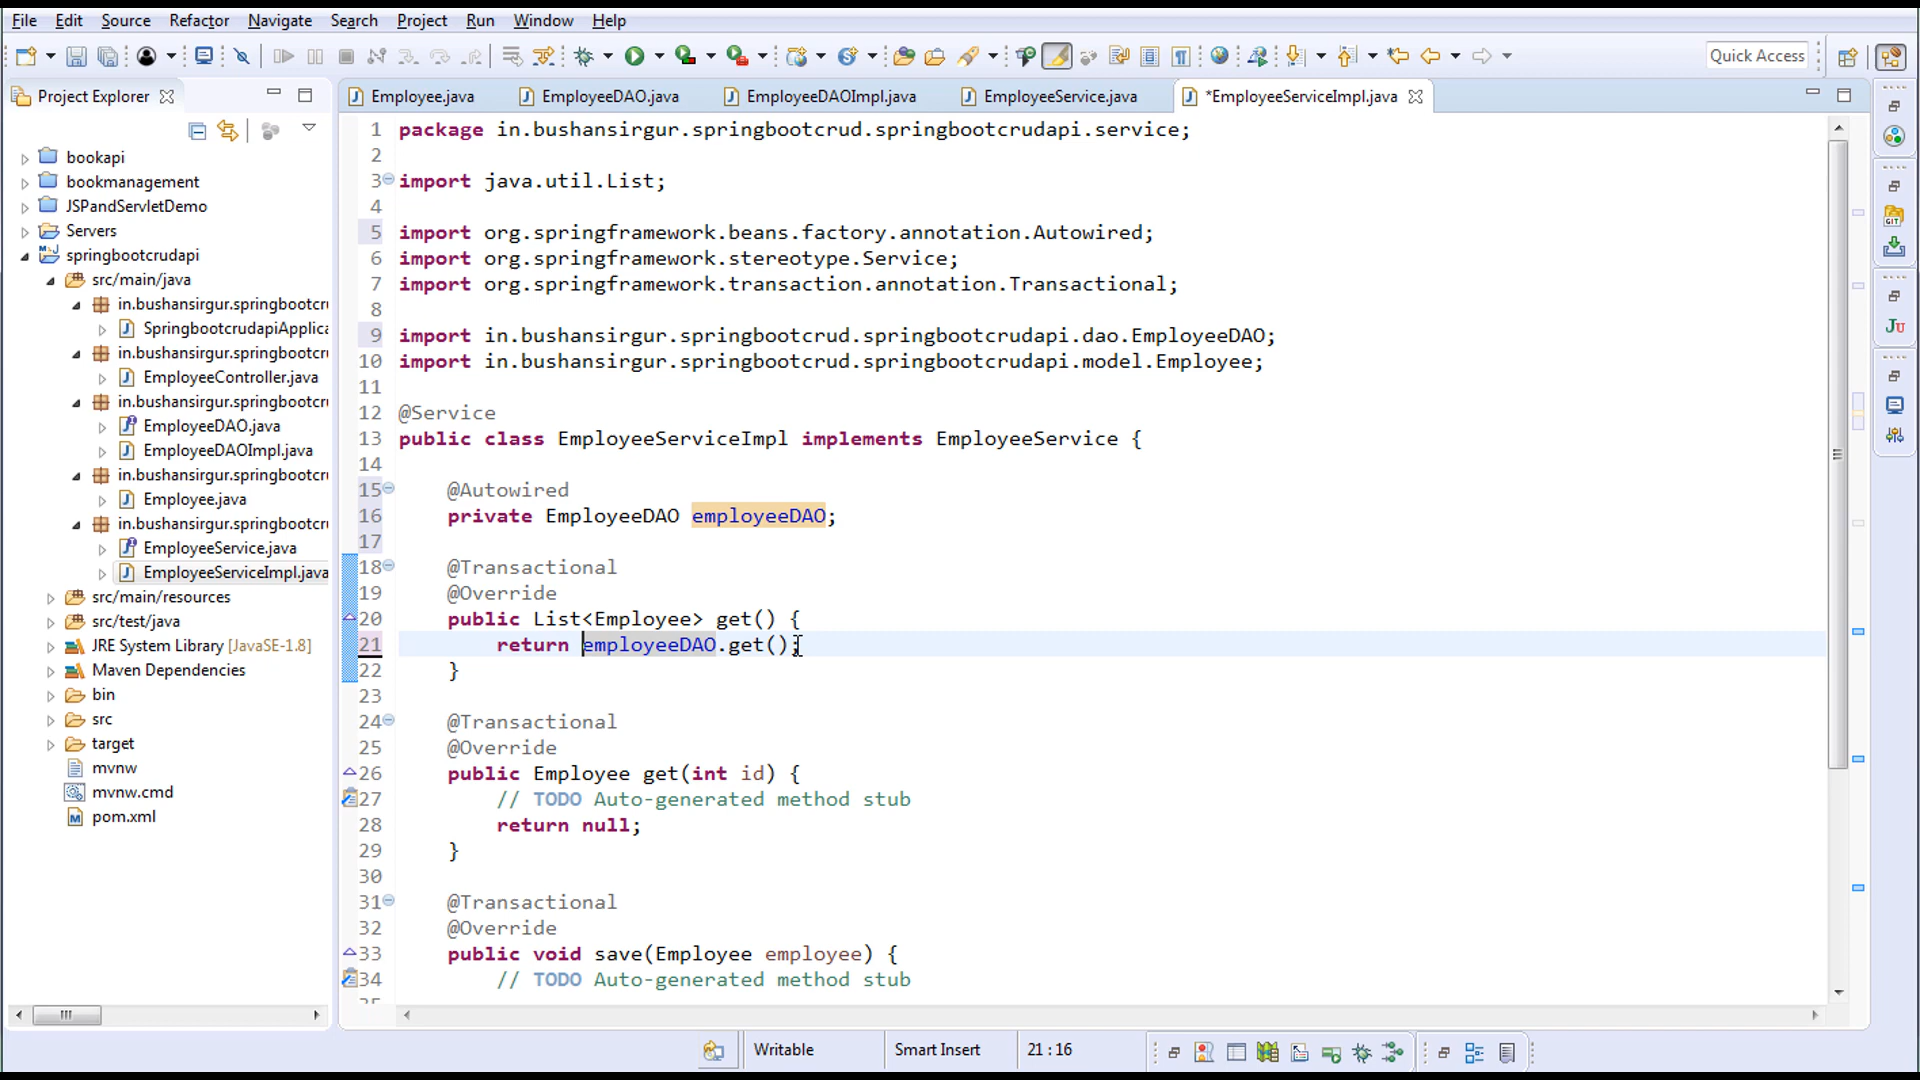 File Edit Source Refactor Navigate Search Project Run Window Help
Quick Access
Project Explorer
Employee.java EmployeeDAO.java EmployeeDAOImpl.java EmployeeService.java *EmployeeServiceImpl.java
bookapi
bookmanagement
JSPandServletDemo
Servers
springbootcrudapi
src/main/java
in.bushansirgur.springbootcru
SpringbootcrudapiApplica
in.bushansirgur.springbootcru
EmployeeController.java
in.bushansirgur.springbootcru
EmployeeDAO.java
EmployeeDAOImpl.java
in.bushansirgur.springbootcru
Employee.java
in.bushansirgur.springbootcru
EmployeeService.java
EmployeeServiceImpl.java
src/main/resources
src/test/java
JRE System Library [JavaSE-1.8]
Maven Dependencies
bin
src
target
mvnw
mvnw.cmd
pom.xml
1 package in.bushansirgur.springbootcrud.springbootcrudapi.service;
2
3 import java.util.List;
4
5 import org.springframework.beans.factory.annotation.Autowired;
6 import org.springframework.stereotype.Service;
7 import org.springframework.transaction.annotation.Transactional;
8
9 import in.bushansirgur.springbootcrud.springbootcrudapi.dao.EmployeeDAO;
10 import in.bushansirgur.springbootcrud.springbootcrudapi.model.Employee;
11
12 @Service
13 public class EmployeeServiceImpl implements EmployeeService {
14
15 @Autowired
16 private EmployeeDAO employeeDAO;
17
18 @Transactional
19 @Override
20 public List<Employee> get() {
21 return employeeDAO.get();
22 }
23
24 @Transactional
25 @Override
26 public Employee get(int id) {
27 // TODO Auto-generated method stub
28 return null;
29 }
30
31 @Transactional
32 @Override
33 public void save(Employee employee) {
34 // TODO Auto-generated method stub
Writable Smart Insert 21 : 16